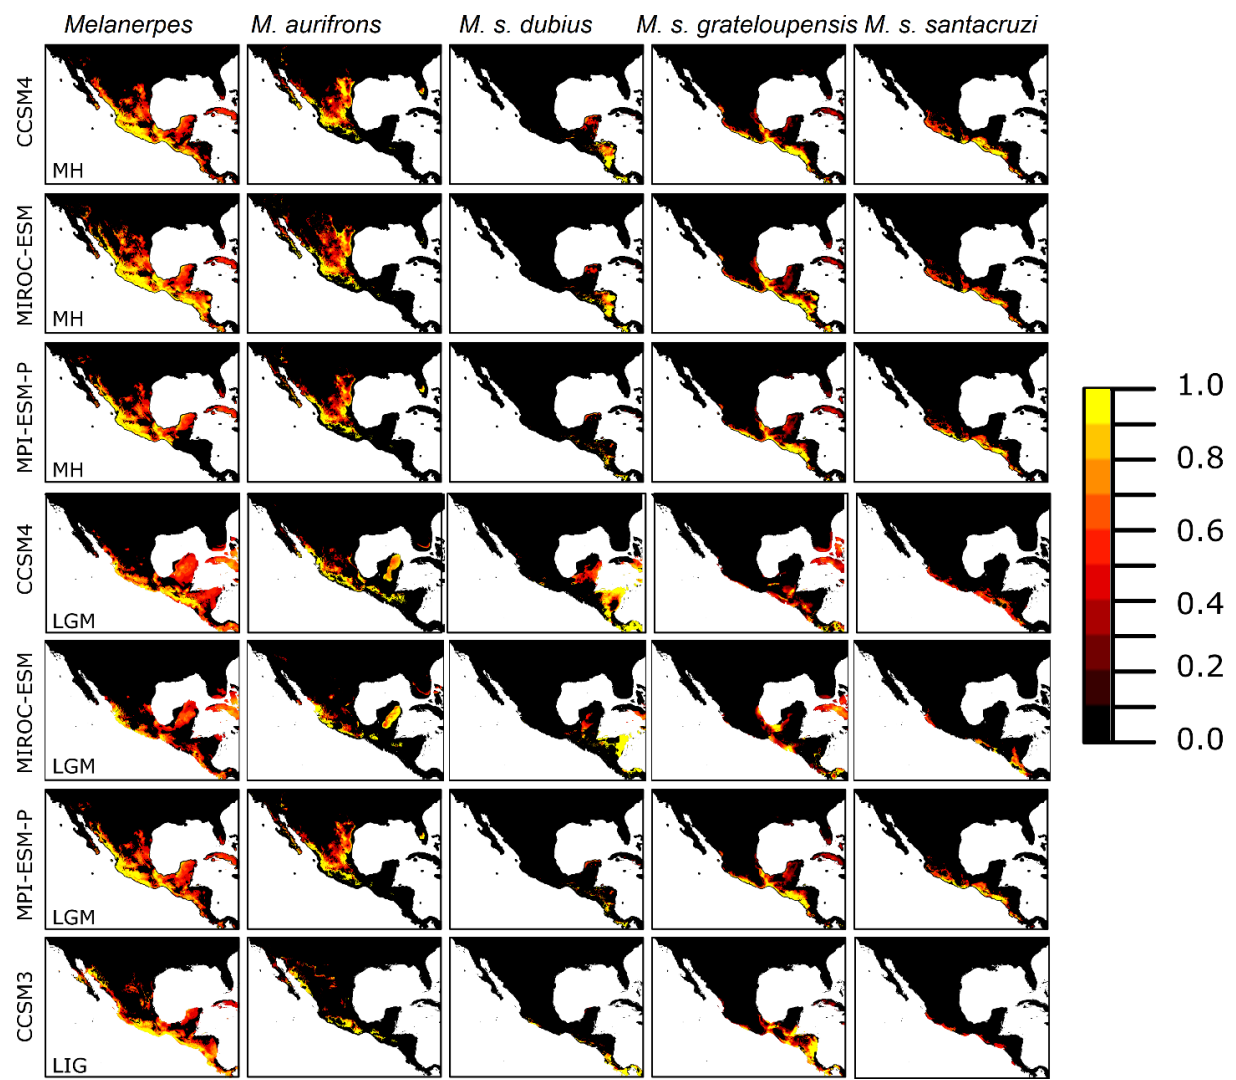 Melanerpes M. aurifrons M. s. dubius M. s. grateloupensis M. s. santacruzi
CCSM4
MH
MIROC-ESM
MH
MPI-ESM-P
MH
CCSM4
LGM
MIROC-ESM
LGM
MPI-ESM-P
LGM
CCSM3
LIG
1.0
0.8
0.6
0.4
0.2
0.0